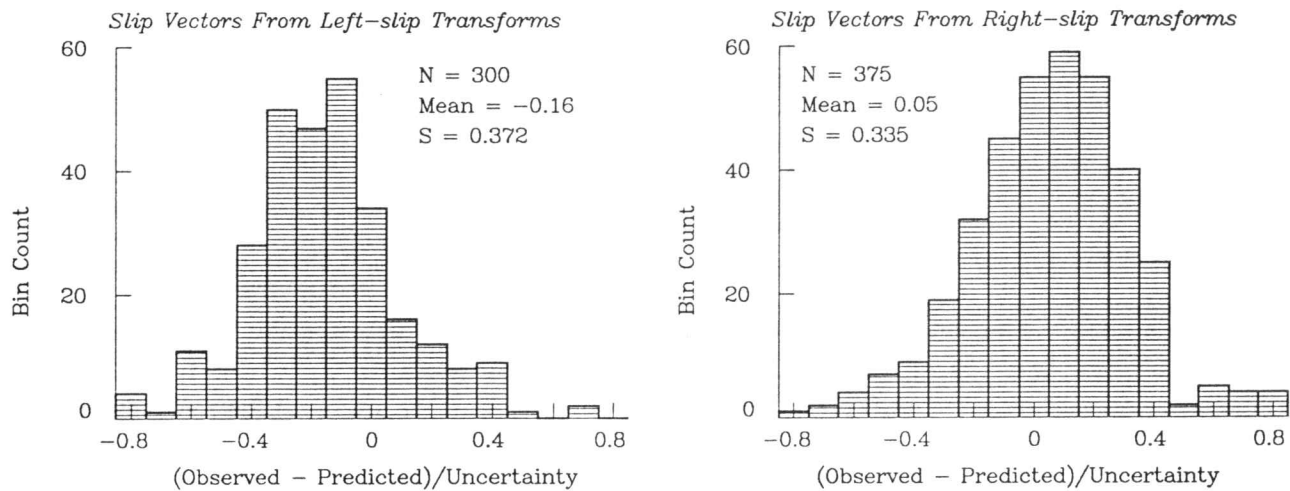 Slip Vectors From Left-slip Transforms
60
40
20
0
Bin Count
N = 300
Mean = −0.16
S = 0.372
−0.8 −0.4 0 0.4 0.8
(Observed − Predicted)/Uncertainty
Slip Vectors From Right-slip Transforms
60
40
20
0
Bin Count
N = 375
Mean = 0.05
S = 0.335
−0.8 −0.4 0 0.4 0.8
(Observed − Predicted)/Uncertainty